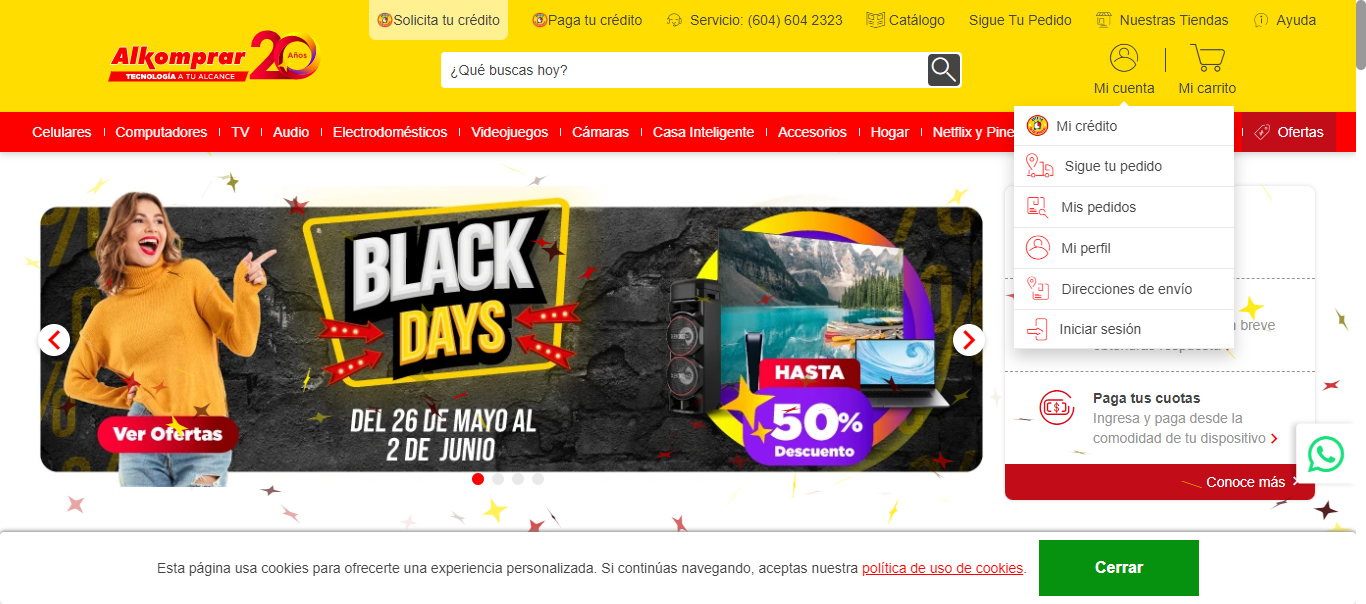 Solicita tu crédito
Paga tu crédito
Servicio: (604) 604 2323
Catálogo
Sigue Tu Pedido
Nuestras Tiendas
Ayuda
Alkomprar
TECNOLOGÍA A TU ALCANCE
20 Años
¿Qué buscas hoy?
Mi cuenta
Mi carrito
Celulares
Computadores
TV
Audio
Electrodomésticos
Videojuegos
Cámaras
Casa Inteligente
Accesorios
Hogar
Netflix y Pine
Ofertas
Mi crédito
Sigue tu pedido
Mis pedidos
Mi perfil
Direcciones de envío
Iniciar sesión
BLACK
DAYS
DEL 26 DE MAYO AL
2 DE JUNIO
Ver Ofertas
HASTA
50%
Descuento
breve
Paga tus cuotas
Ingresa y paga desde la
comodidad de tu dispositivo
Conoce más
Esta página usa cookies para ofrecerte una experiencia personalizada. Si continúas navegando, aceptas nuestra política de uso de cookies.
Cerrar